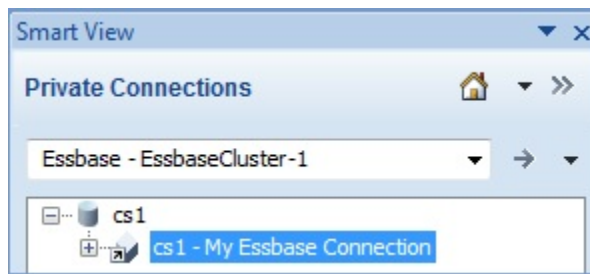 Smart View
Private Connections
Essbase - EssbaseCluster-1
cs1
cs1 - My Essbase Connection